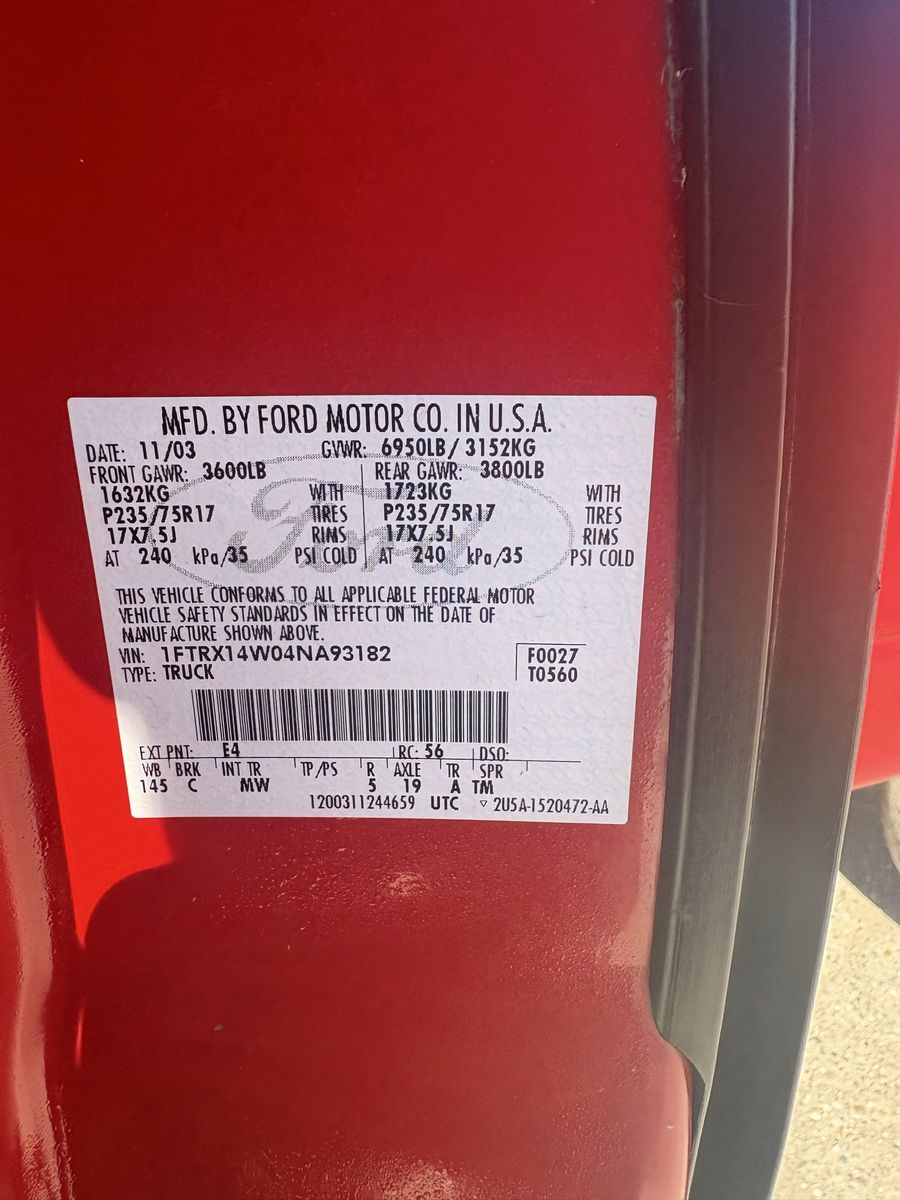 MFD. BY FORD MOTOR CO. IN U.S.A.
DATE: 11/03 GVWR: 6950LB/ 3152KG
FRONT GAWR: 3600LB REAR GAWR: 3800LB
1632KG WITH 1723KG WITH
P235/75R17 TIRES P235/75R17 TIRES
17X7.5J RIMS 17X7.5J RIMS
AT 240 kPa/35 PSI COLD AT 240 kPa/35 PSI COLD
Ford
THIS VEHICLE CONFORMS TO ALL APPLICABLE FEDERAL MOTOR
VEHICLE SAFETY STANDARDS IN EFFECT ON THE DATE OF
MANUFACTURE SHOWN ABOVE.
VIN: 1FTRX14W04NA93182 F0027
TYPE: TRUCK T0560
EXT PNT: E4 RC: 56 DSO:
WB BRK INT TR TP/PS R AXLE TR SPR
145 C MW 5 19 A TM
1200311244659 UTC ▽ 2U5A-1520472-AA